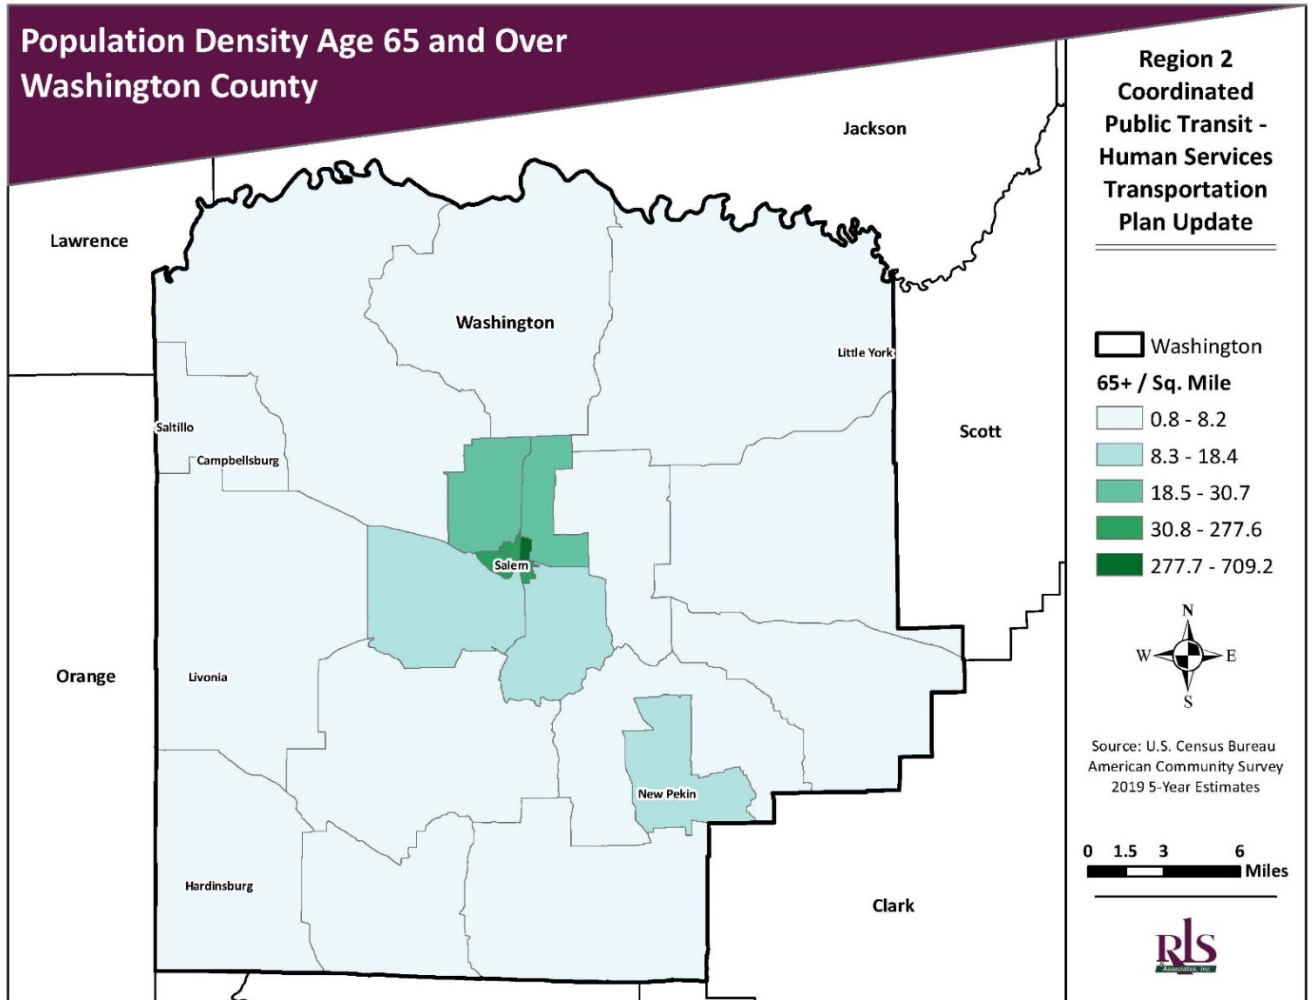 Population Density Age 65 and Over
Washington County
Region 2
Coordinated
Public Transit -
Human Services
Transportation
Plan Update
Jackson
Lawrence
Washington
Little York
Scott
Saltillo
Campbellsburg
Salem
Orange
Livonia
New Pekin
Hardinsburg
Clark
Washington
65+ / Sq. Mile
0.8 - 8.2
8.3 - 18.4
18.5 - 30.7
30.8 - 277.6
277.7 - 709.2
N
W E
S
Source: U.S. Census Bureau
American Community Survey
2019 5-Year Estimates
0 1.5 3 6
Miles
RLS
& Associates, Inc.